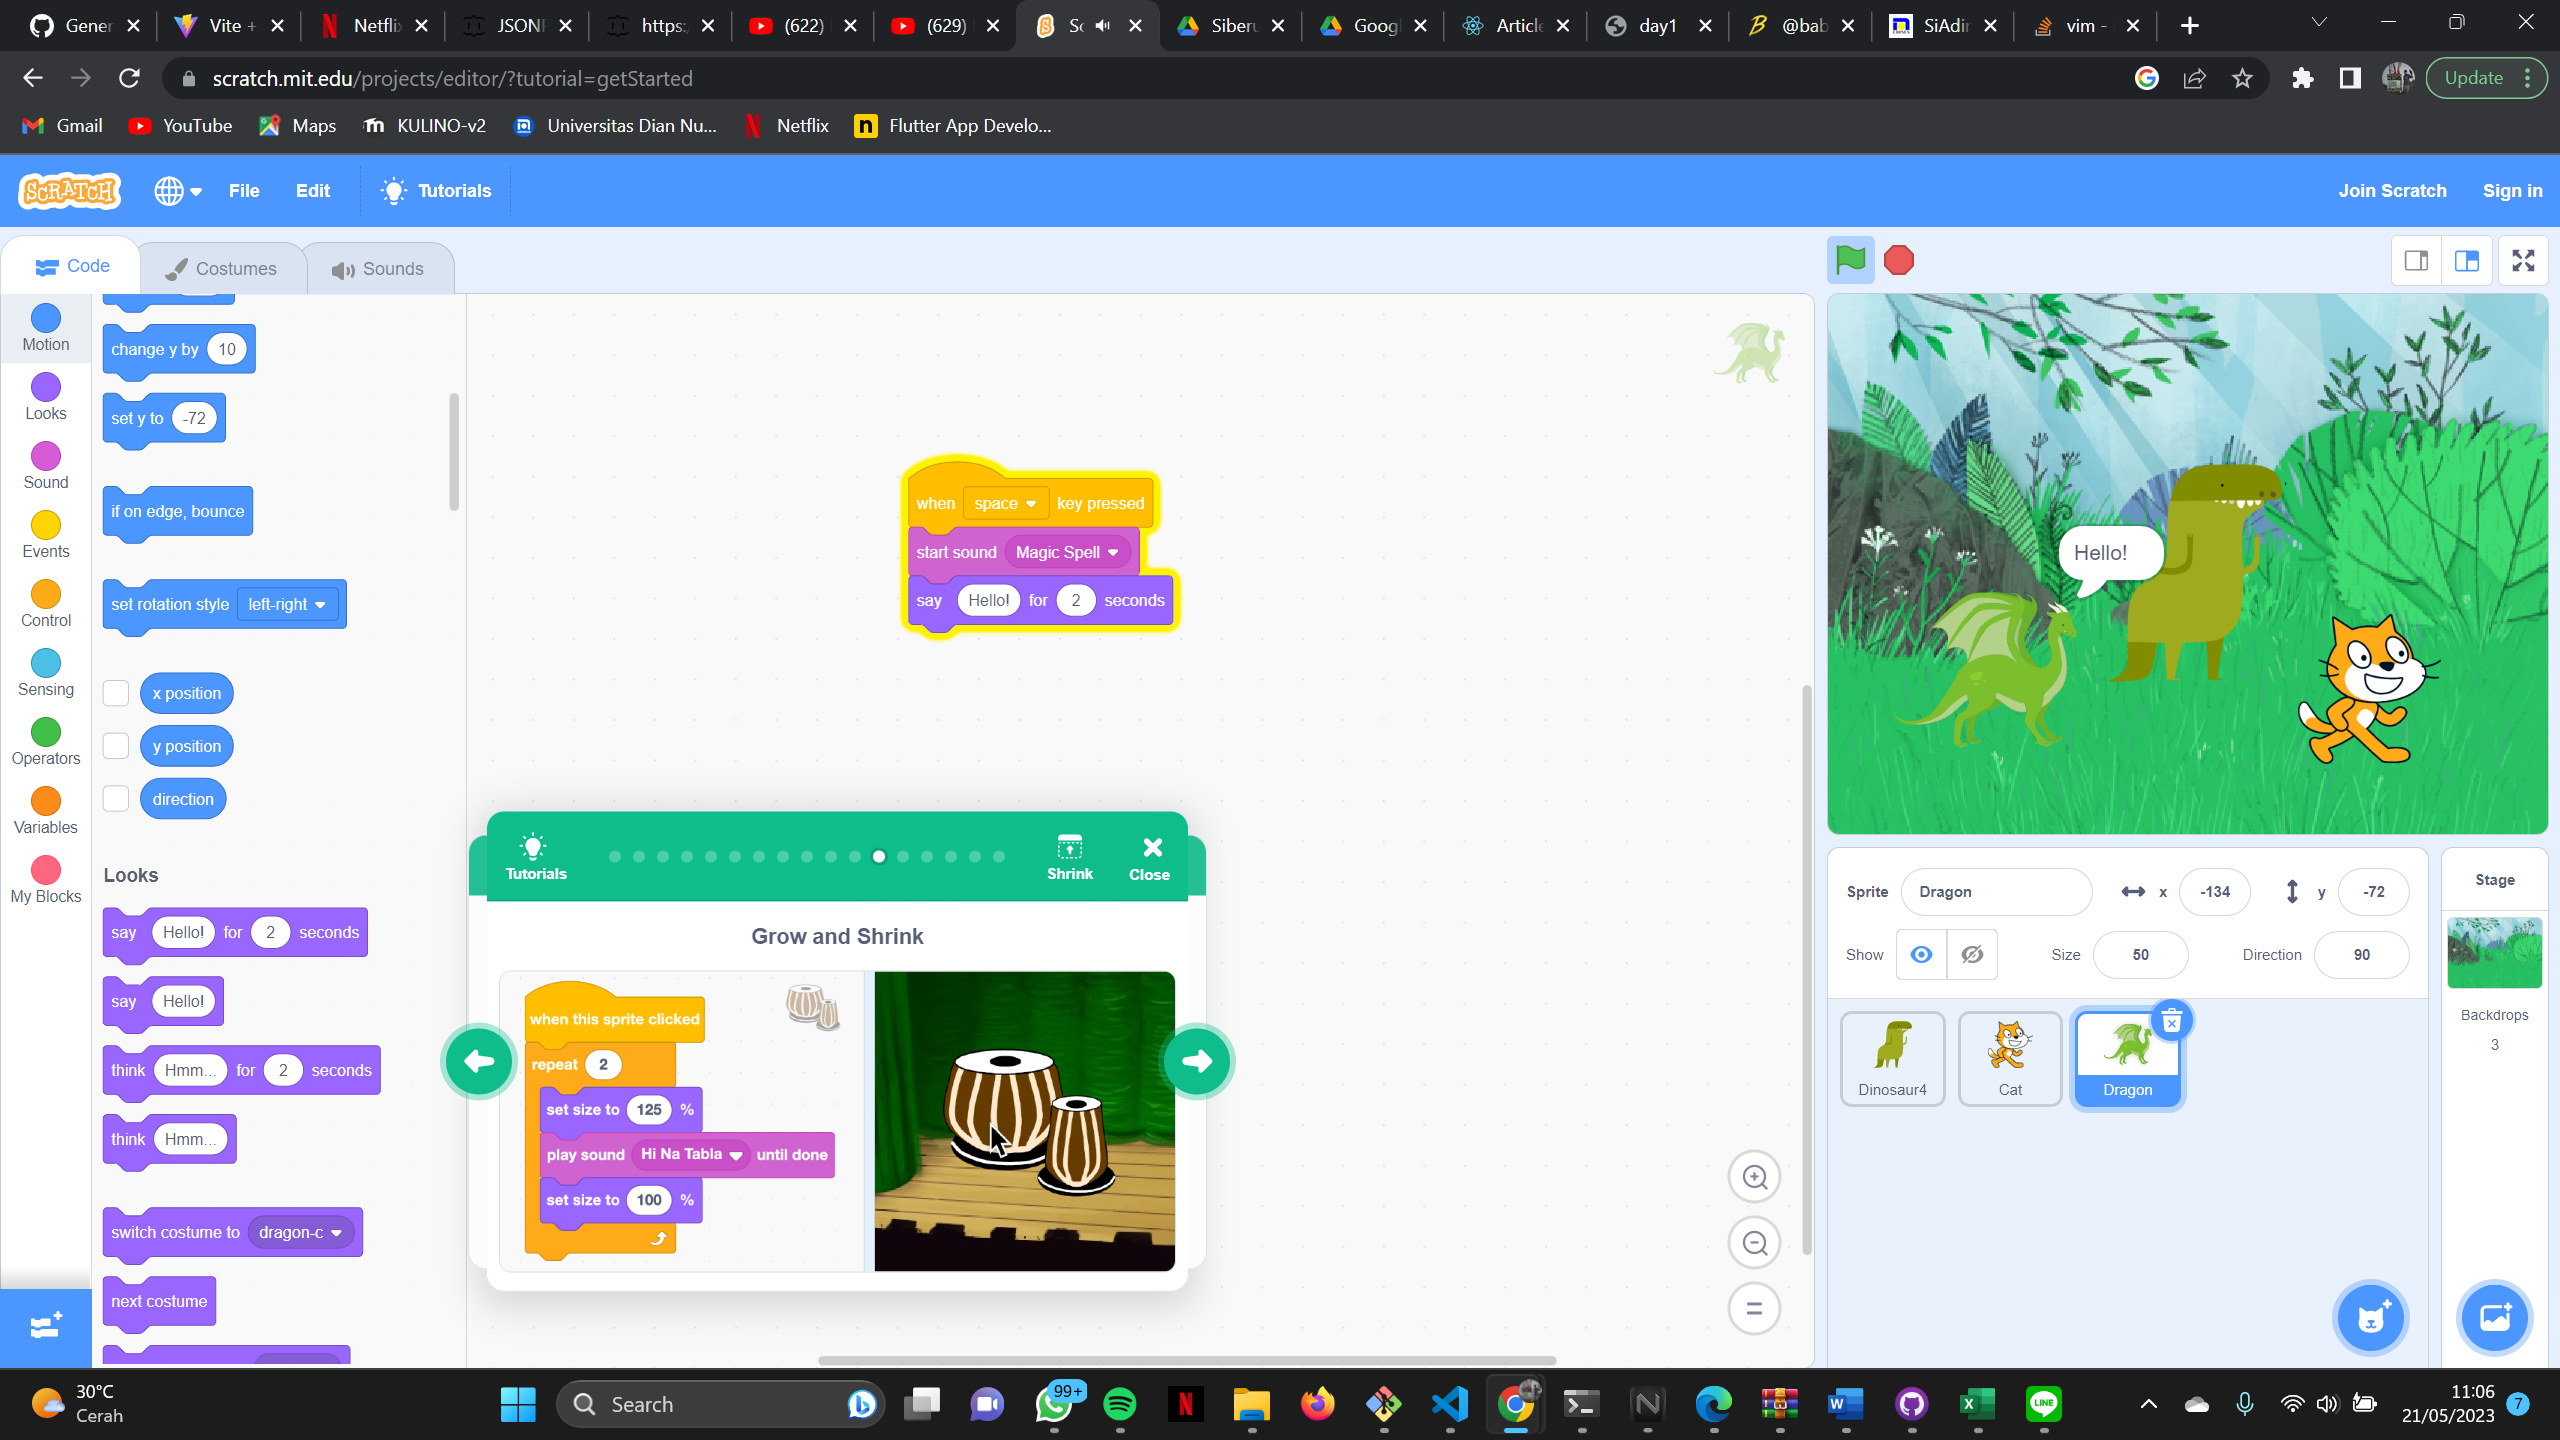 Gener
Vite +
Netflix
JSON
https:
(622)
(629)
Sc
Siberu
Goog
Article
day1
@bab
SiAdin
vim -
scratch.mit.edu/projects/editor/?tutorial=getStarted
Update
Gmail
YouTube
Maps
KULINO-v2
Universitas Dian Nu...
Netflix
Flutter App Develo...
SCRATCH
File
Edit
Tutorials
Join Scratch
Sign in
Code
Costumes
Sounds
Motion
Looks
Sound
Events
Control
Sensing
Operators
Variables
My Blocks
change y by 10
set y to -72
if on edge, bounce
set rotation style left-right
x position
y position
direction
Looks
say Hello! for 2 seconds
say Hello!
think Hmm... for 2 seconds
think Hmm...
switch costume to dragon-c
next costume
when space key pressed
start sound Magic Spell
say Hello! for 2 seconds
Tutorials
Shrink
Close
Grow and Shrink
when this sprite clicked
repeat 2
set size to 125 %
play sound Hi Na Tabla until done
set size to 100 %
Hello!
Sprite Dragon x -134 y -72
Show Size 50 Direction 90
Dinosaur4
Cat
Dragon
Stage
Backdrops
3
30°C
Cerah
Search
99+
W
X
LINE
11:06
21/05/2023
7